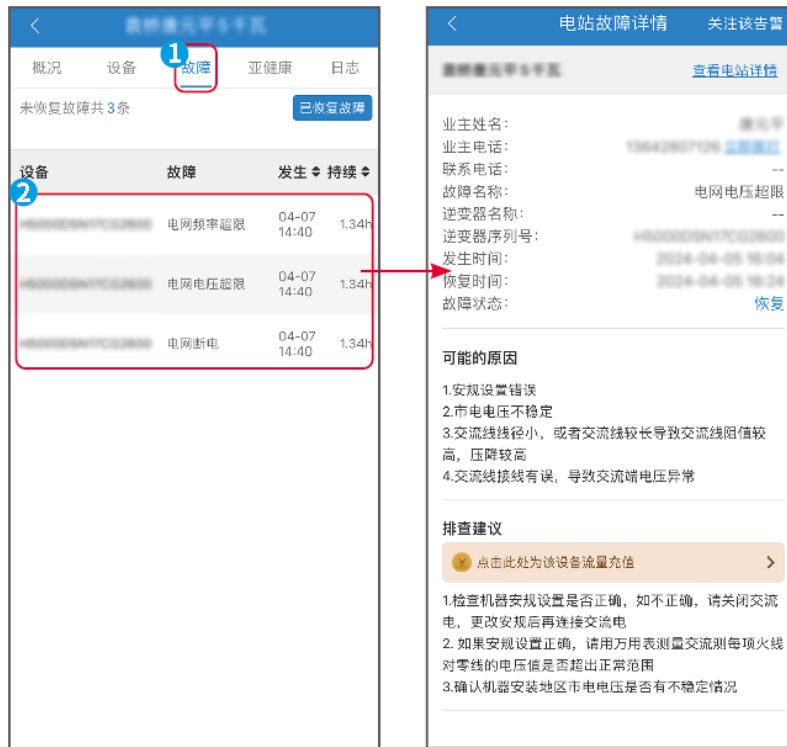 1
概况 设备 故障 亚健康 日志
未恢复故障共3条 已恢复故障
设备 故障 发生 持续
2
电网频率超限 04-07 14:40 1.34h
电网电压超限 04-07 14:40 1.34h
电网断电 04-07 14:40 1.34h
电站故障详情 关注该告警
查看电站详情
业主姓名:
业主电话:
联系电话: --
故障名称: 电网电压超限
逆变器名称: --
逆变器序列号:
发生时间:
恢复时间:
故障状态: 恢复
可能的原因
1.安规设置错误
2.市电电压不稳定
3.交流线线径小，或者交流线较长导致交流线阻值较
高，压降较高
4.交流线接线有误，导致交流端电压异常
排查建议
点击此处为该设备流量充值
1.检查机器安规设置是否正确，如不正确，请关闭交流
电，更改安规后再连接交流电
2. 如果安规设置正确，请用万用表测量交流测每项火线
对零线的电压值是否超出正常范围
3.确认机器安装地区市电电压是否有不稳定情况